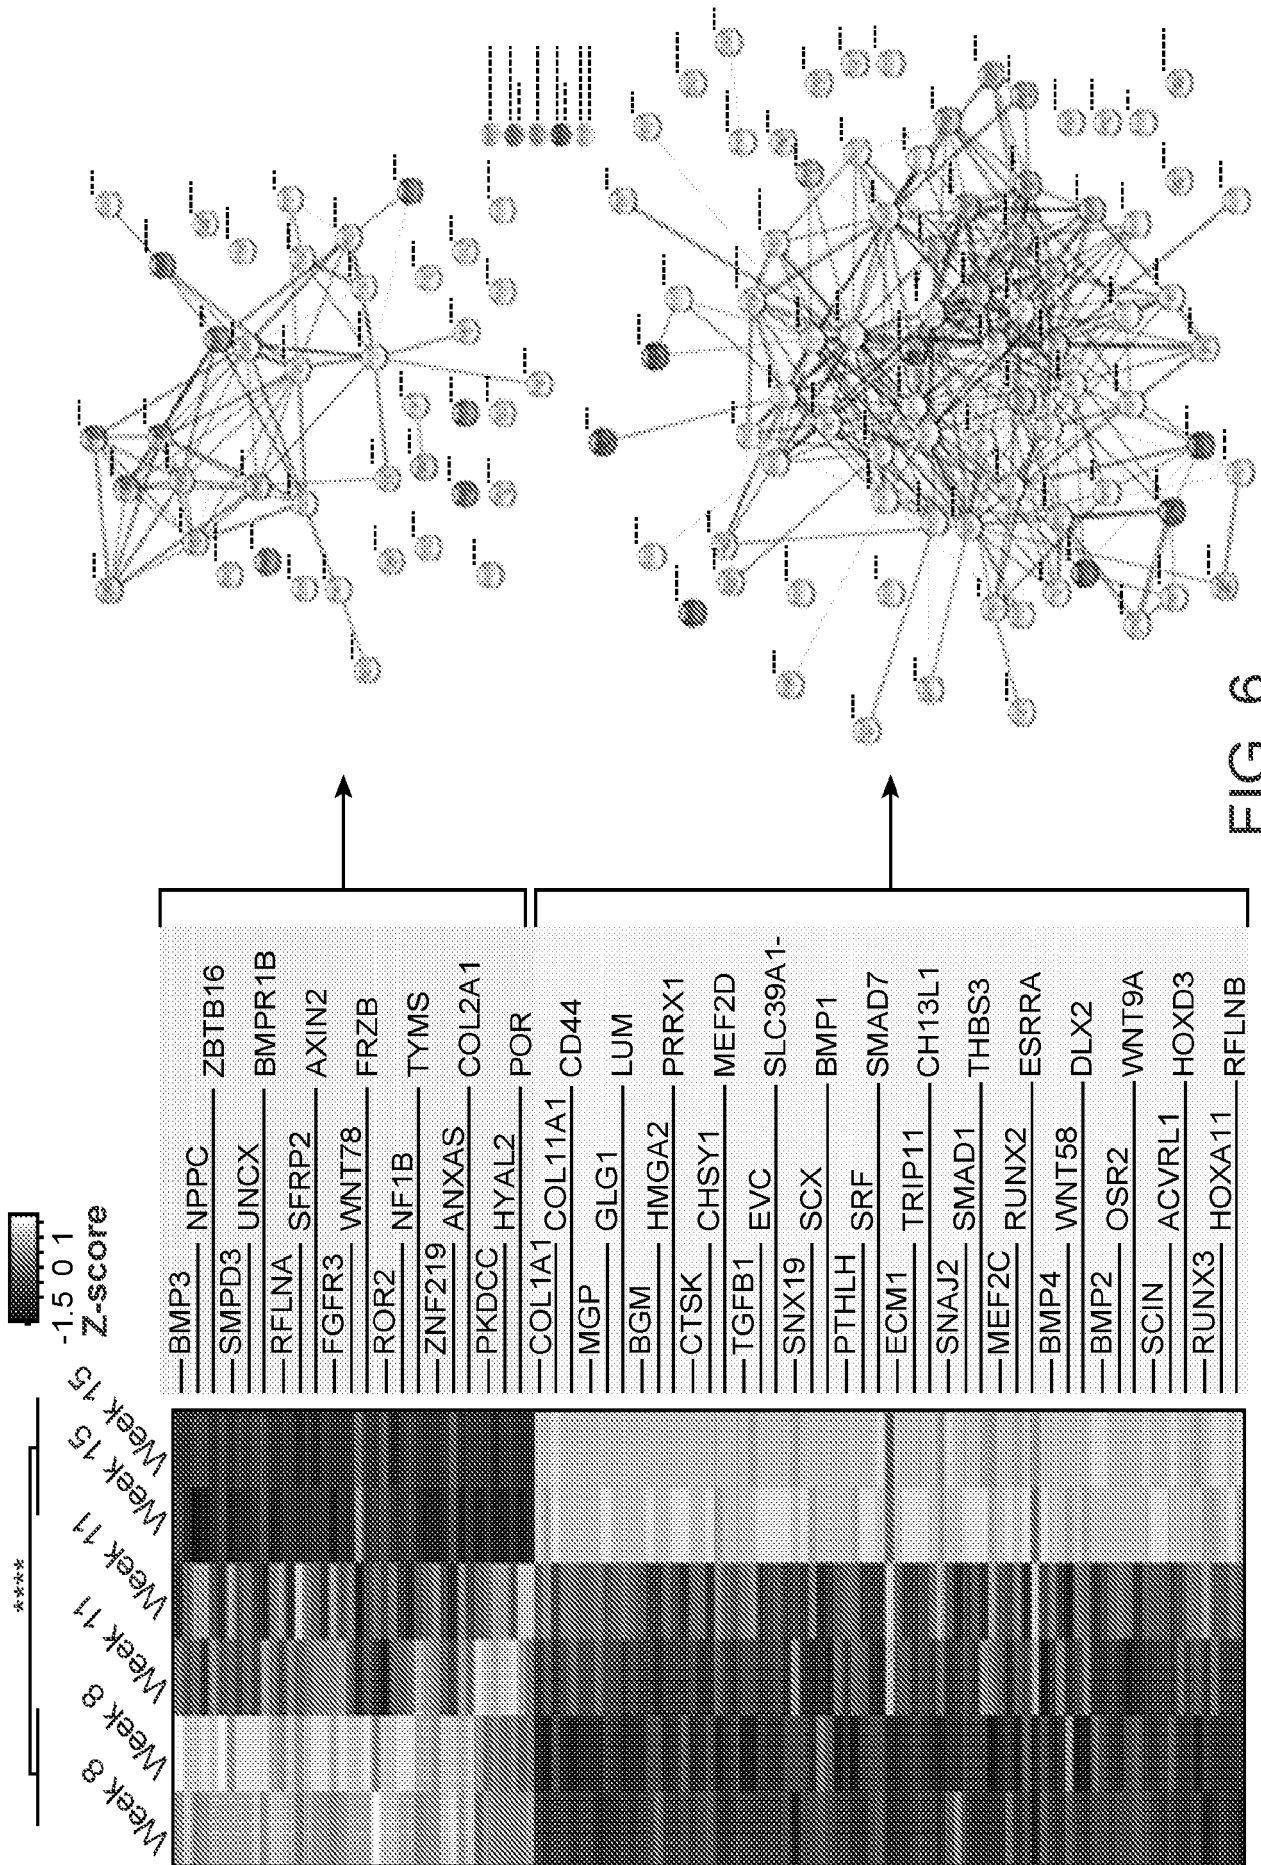 ****
Week 8
Week 8
Week 11
Week 11
Week 15
Week 15
-1.5 0 1
Z-score
BMP3
NPPC
ZBTB16
SMPD3
UNCX
BMPR1B
RFLNA
SFRP2
AXIN2
FGFR3
WNT78
FRZB
ROR2
NF1B
TYMS
ZNF219
ANXAS
COL2A1
PKDCC
HYAL2
POR
COL1A1
COL11A1
CD44
MGP
GLG1
LUM
BGM
HMGA2
PRRX1
CTSK
CHSY1
MEF2D
TGFB1
EVC
SLC39A1-
SNX19
SCX
BMP1
PTHLH
SRF
SMAD7
ECM1
TRIP11
CH13L1
SNAJ2
SMAD1
THBS3
MEF2C
RUNX2
ESRRA
BMP4
WNT58
DLX2
BMP2
OSR2
WNT9A
SCIN
ACVRL1
HOXD3
RUNX3
HOXA11
RFLNB
FIG 6